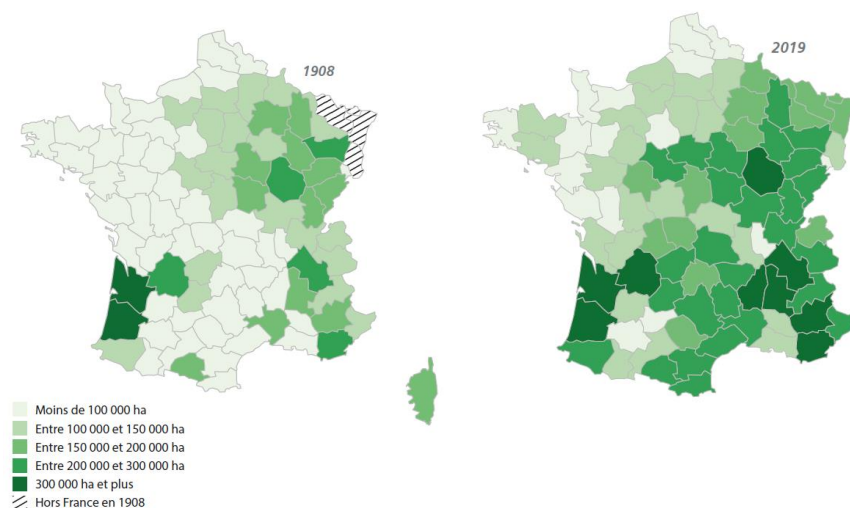 1908
2019
Moins de 100 000 ha
Entre 100 000 et 150 000 ha
Entre 150 000 et 200 000 ha
Entre 200 000 et 300 000 ha
300 000 ha et plus
Hors France en 1908